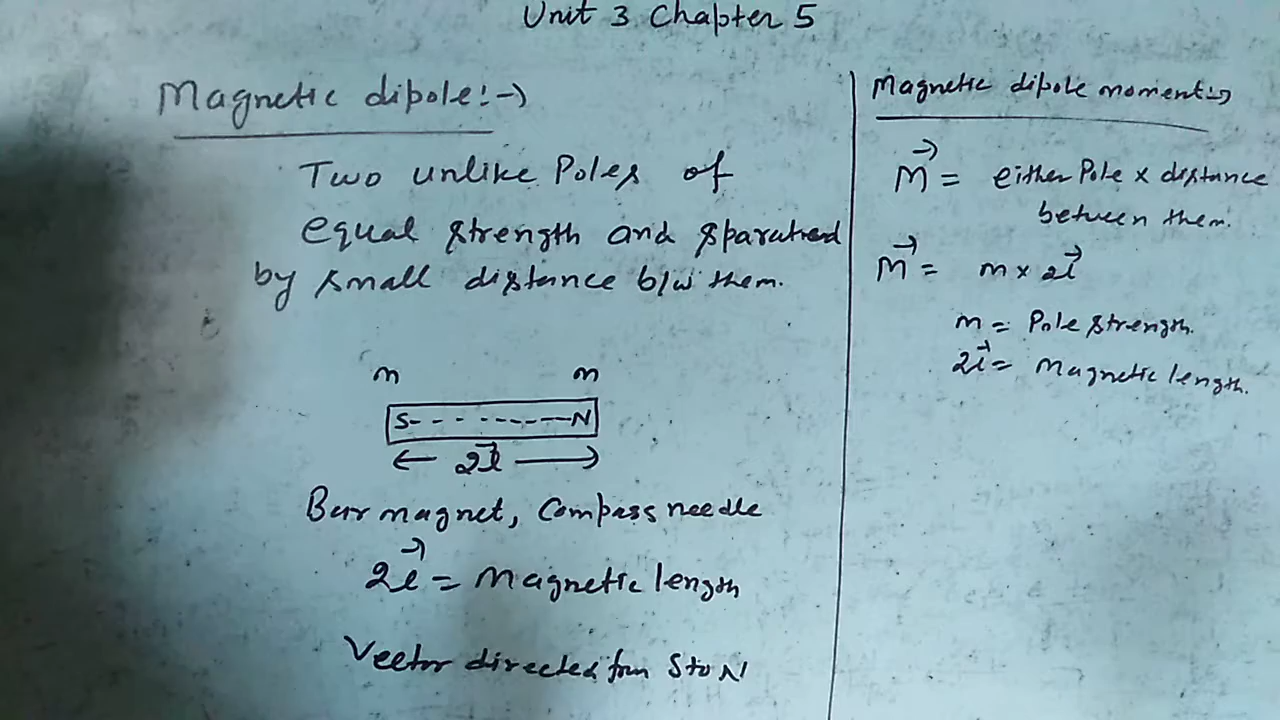 Unit 3 Chapter 5
Magnetic dipole:→
Two unlike Poles of
equal strength and sparatred
by small distance b/w them.
m m
S- - - - - - - - - -N
← 2l⃗ →
Bar magnet, Compass needle
2l⃗ = Magnetic length
Vector directed from S to N
Magnetic dipole moment:→
M⃗ = either Pole x distance
between them.
M⃗ = m x 2l⃗
m = Pole strength.
2l⃗ = Magnetic length.